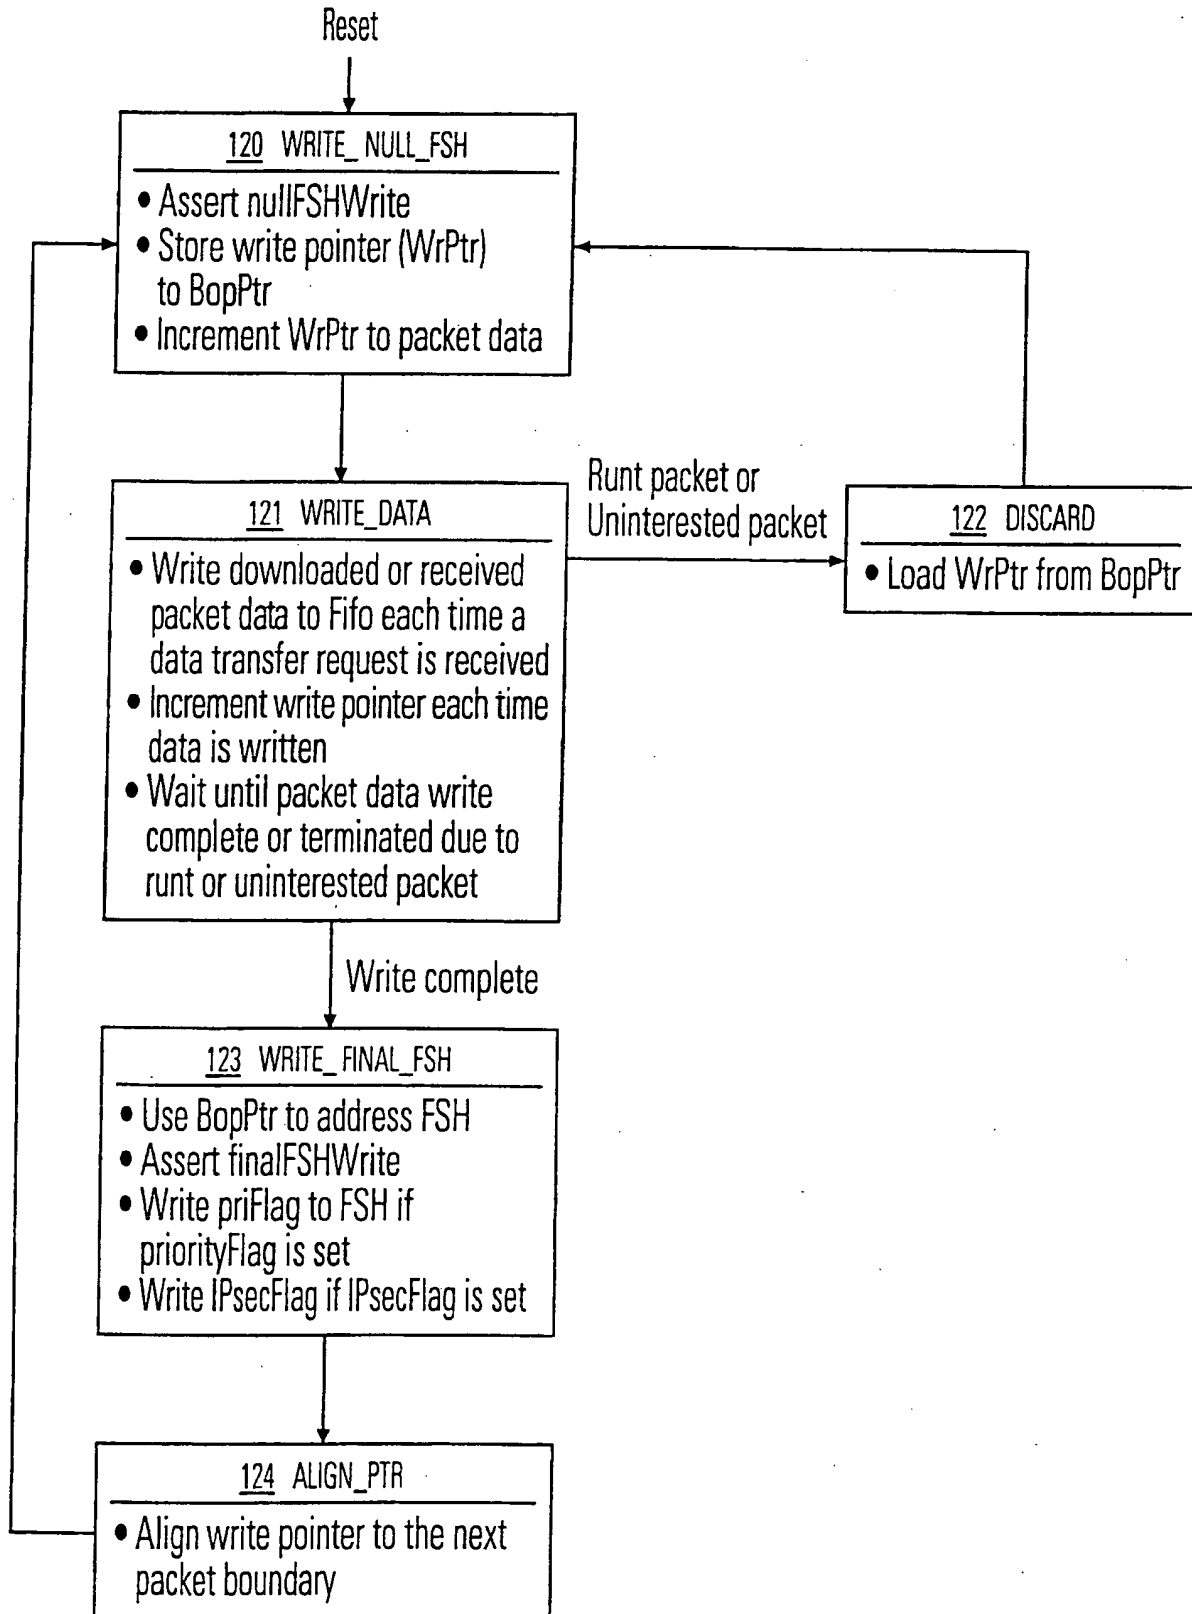 Reset
120 WRITE_NULL_FSH
• Assert nullFSHWrite
• Store write pointer (WrPtr)
to BopPtr
• Increment WrPtr to packet data
Runt packet or
Uninterested packet
121 WRITE_DATA
• Write downloaded or received
packet data to Fifo each time a
data transfer request is received
• Increment write pointer each time
data is written
• Wait until packet data write
complete or terminated due to
runt or uninterested packet
122 DISCARD
• Load WrPtr from BopPtr
Write complete
123 WRITE_FINAL_FSH
• Use BopPtr to address FSH
• Assert finalFSHWrite
• Write priFlag to FSH if
priorityFlag is set
• Write IPsecFlag if IPsecFlag is set
124 ALIGN_PTR
• Align write pointer to the next
packet boundary